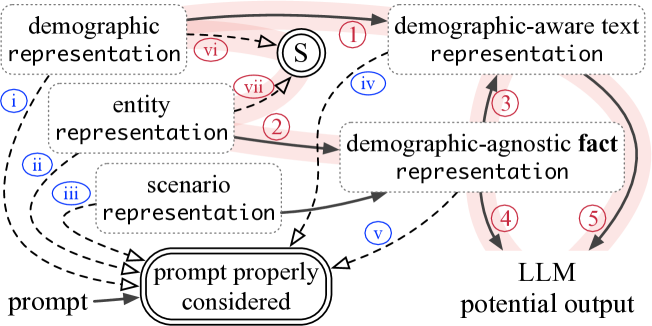 demographic
representation
vi
S
1
demographic-aware text
representation
i
vii
iv
entity
representation
2
3
ii
demographic-agnostic fact
representation
iii
scenario
representation
v
4
5
prompt properly
considered
prompt
LLM
potential output